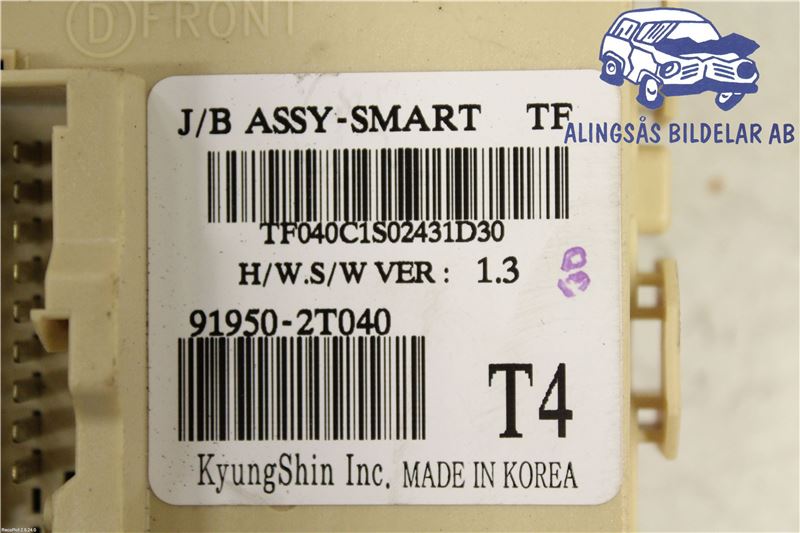 D FRONT
J/B ASSY-SMART TF
ALINGSÅS BILDELAR AB
TF040C1S02431D30
H/W.S/W VER : 1.3
91950-2T040
T4
KyungShin Inc. MADE IN KOREA